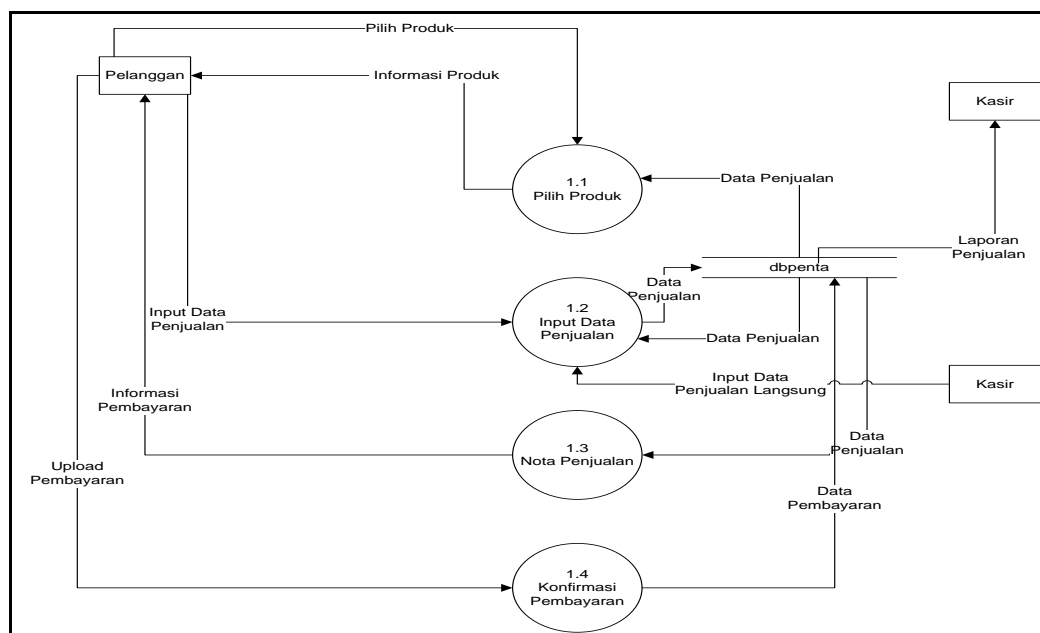 Pilih Produk
Pelanggan
Informasi Produk
Kasir
1.1
Pilih Produk
Data Penjualan
Laporan
Penjualan
dbpenta
Data
Penjualan
1.2
Input Data
Penjualan
Input Data
Penjualan
Data Penjualan
Input Data
Penjualan Langsung
Kasir
Informasi
Pembayaran
1.3
Nota Penjualan
Data
Penjualan
Upload
Pembayaran
Data
Pembayaran
1.4
Konfirmasi
Pembayaran